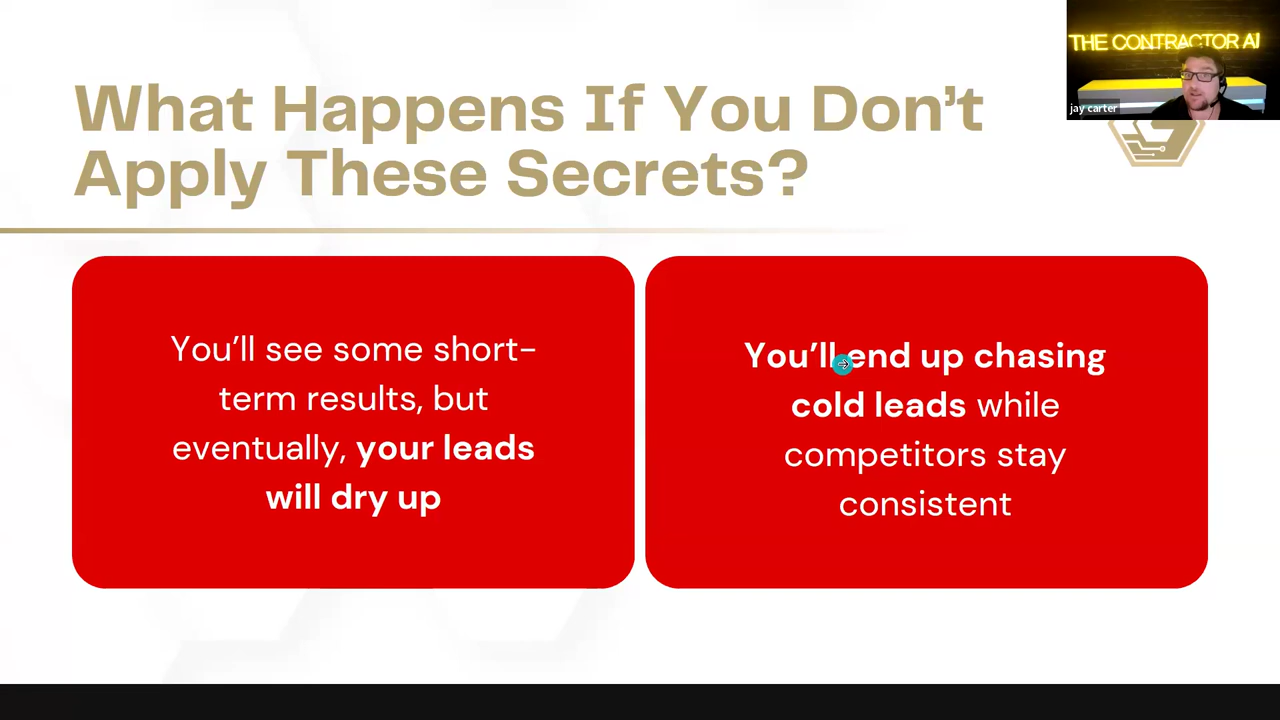 THE CONTRACTOR AI
jay carter
What Happens If You Don’t
Apply These Secrets?
You’ll see some short-
term results, but
eventually, your leads
will dry up
You’ll end up chasing
cold leads while
competitors stay
consistent